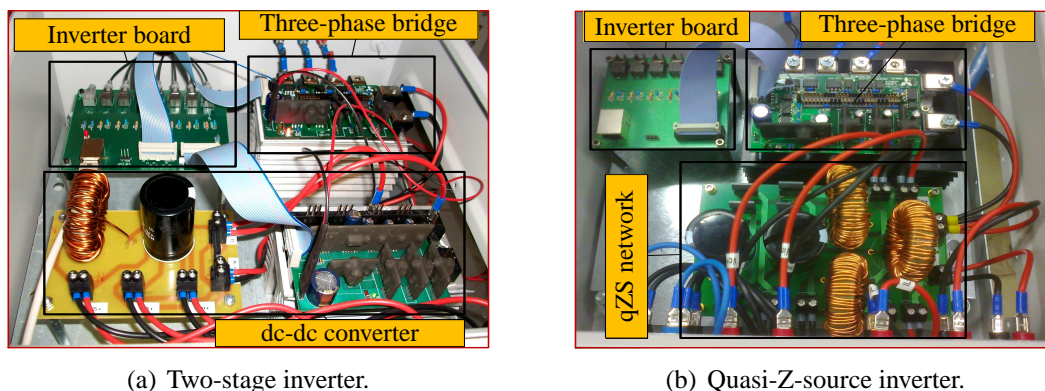 Inverter board
Three-phase bridge
dc-dc converter
(a) Two-stage inverter.
Inverter board
Three-phase bridge
qZS network
(b) Quasi-Z-source inverter.